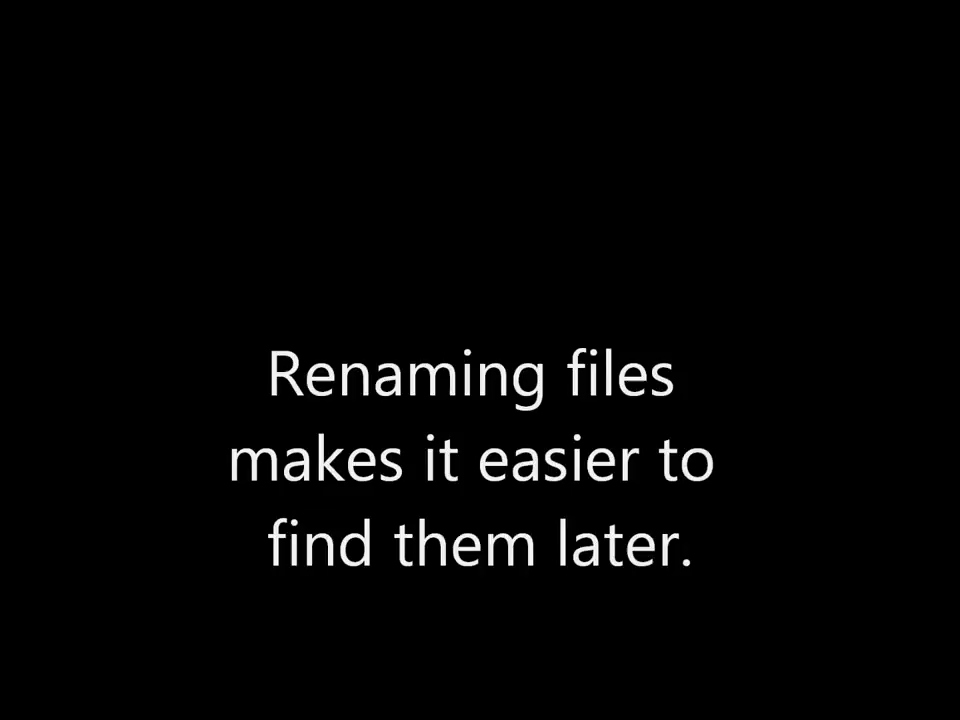 Renaming files
makes it easier to
find them later.